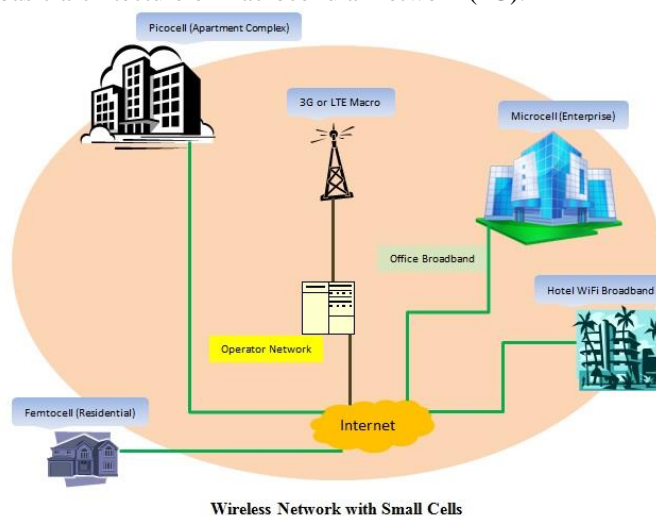 Picocell (Apartment Complex)
3G or LTE Macro
Microcell (Enterprise)
Office Broadband
Hotel WiFi Broadband
Operator Network
Femtocell (Residential)
Internet
Wireless Network with Small Cells